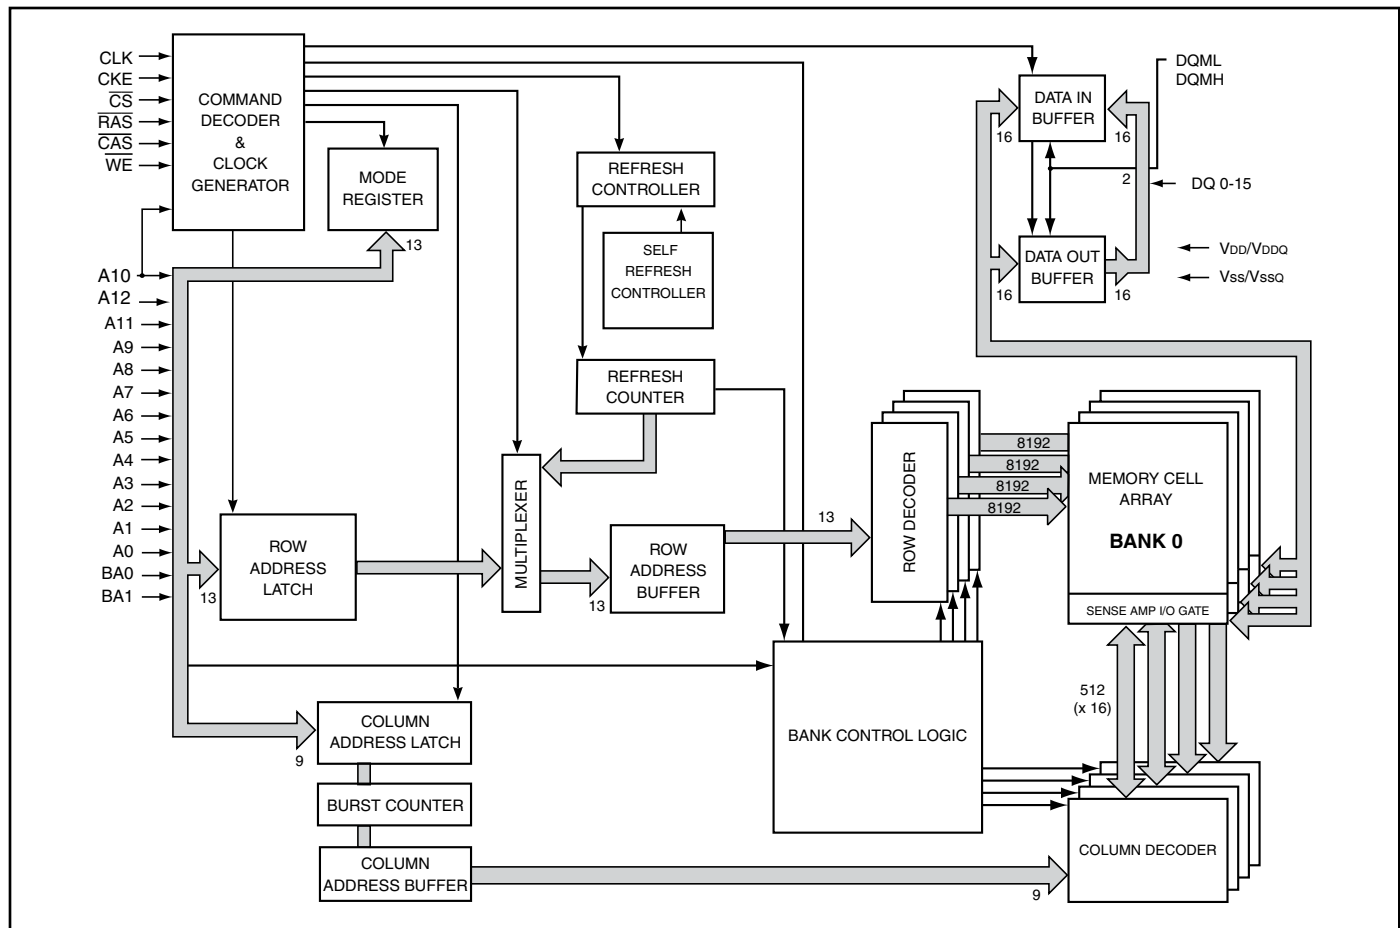 CLK
CKE
CS
RAS
CAS
WE
A10
A12
A11
A9
A8
A7
A6
A5
A4
A3
A2
A1
A0
BA0
BA1
COMMAND
DECODER
&
CLOCK
GENERATOR
MODE
REGISTER
13
REFRESH
CONTROLLER
SELF
REFRESH
CONTROLLER
REFRESH
COUNTER
DATA IN
BUFFER
16
16
DQML
DQMH
2
DQ 0-15
DATA OUT
BUFFER
16
16
VDD/VDDQ
Vss/VssQ
13
ROW
ADDRESS
LATCH
MULTIPLEXER
13
ROW
ADDRESS
BUFFER
13
ROW DECODER
8192
8192
8192
8192
MEMORY CELL
ARRAY
BANK 0
SENSE AMP I/O GATE
512
(x 16)
BANK CONTROL LOGIC
9
COLUMN
ADDRESS LATCH
BURST COUNTER
COLUMN
ADDRESS BUFFER
9
COLUMN DECODER